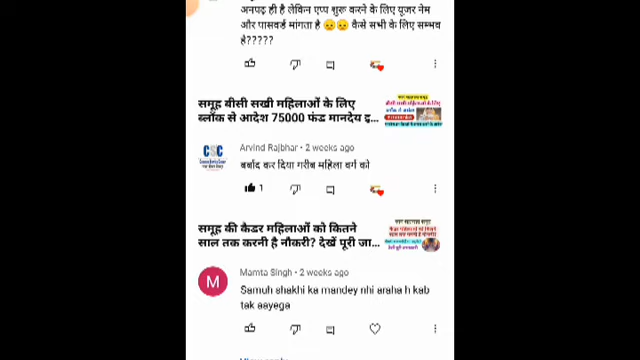 अनपढ़ ही है लेकिन एप्प शुरू करने के लिए यूजर नेम
और पासवर्ड मांगता है 😞😞 कैसे सभी के लिए सम्भव
है?????
समूह बीसी सखी महिलाओं के लिए
ब्लॉक से आदेश 75000 फंड मानदेय इ...
CSC
Arvind Rajbhar • 2 weeks ago
बर्बाद कर दिया गरीब महिला वर्ग को
1
समूह की कैडर महिलाओं को कितने
साल तक करनी है नौकरी? देखें पूरी जा...
M
Mamta Singh • 2 weeks ago
Samuh shakhi ka mandey nhi araha h kab
tak aayega